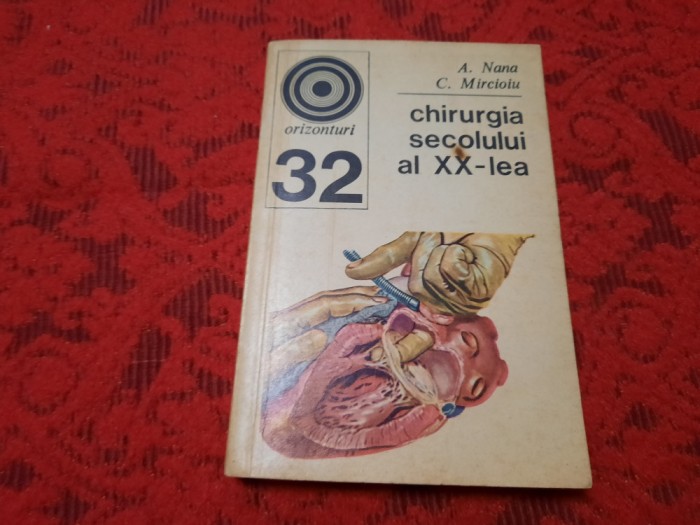 orizonturi
32
A. Nana
C. Mircioiu
chirurgia
secolului
al XX-lea